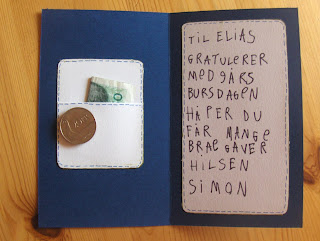 TIL ELIAS
GRATULERER
MED 9ÅRS
BURSDAGEN
HÅPER DU
FÅR MANGE
BRAE GAVER
HILSEN
SIMON